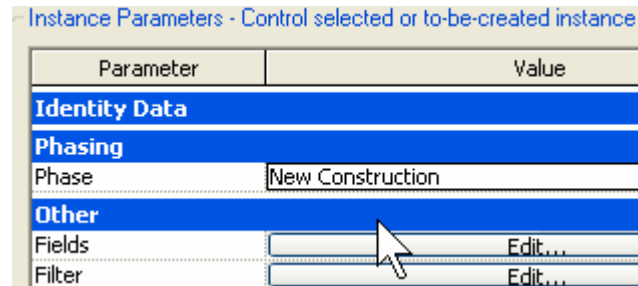 Instance Parameters - Control selected or to-be-created instance
Parameter Value
Identity Data
Phasing
Phase New Construction
Other
Fields Edit...
Filter Edit...